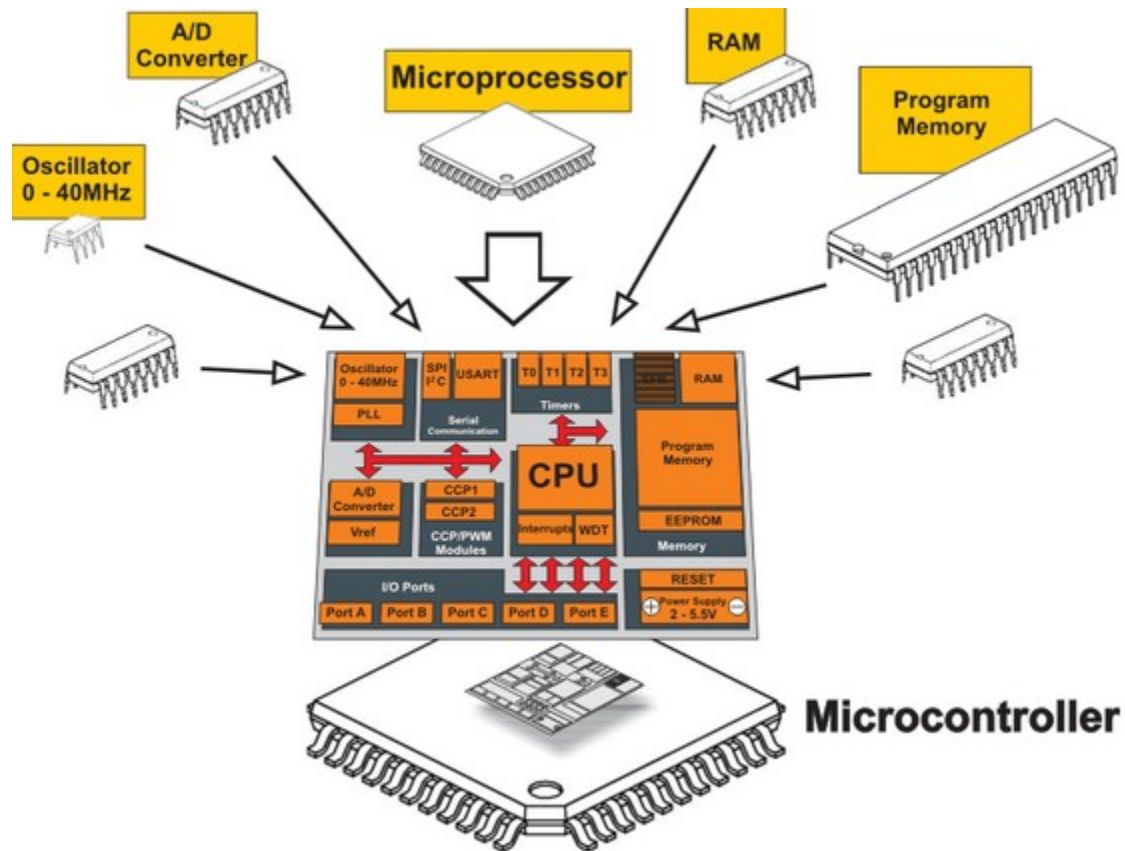 A/D
Converter
Microprocessor
RAM
Program
Memory
Oscillator
0 - 40MHz
Oscillator
0 - 40MHz
PLL
SPI
I²C
USART
Serial
Communication
T0
T1
T2
T3
Timers
SFR
RAM
Program
Memory
EEPROM
Memory
CPU
Interrupts
WDT
A/D
Converter
Vref
CCP1
CCP2
CCP/PWM
Modules
I/O Ports
Port A
Port B
Port C
Port D
Port E
RESET
Power Supply
2 - 5.5V
Microcontroller